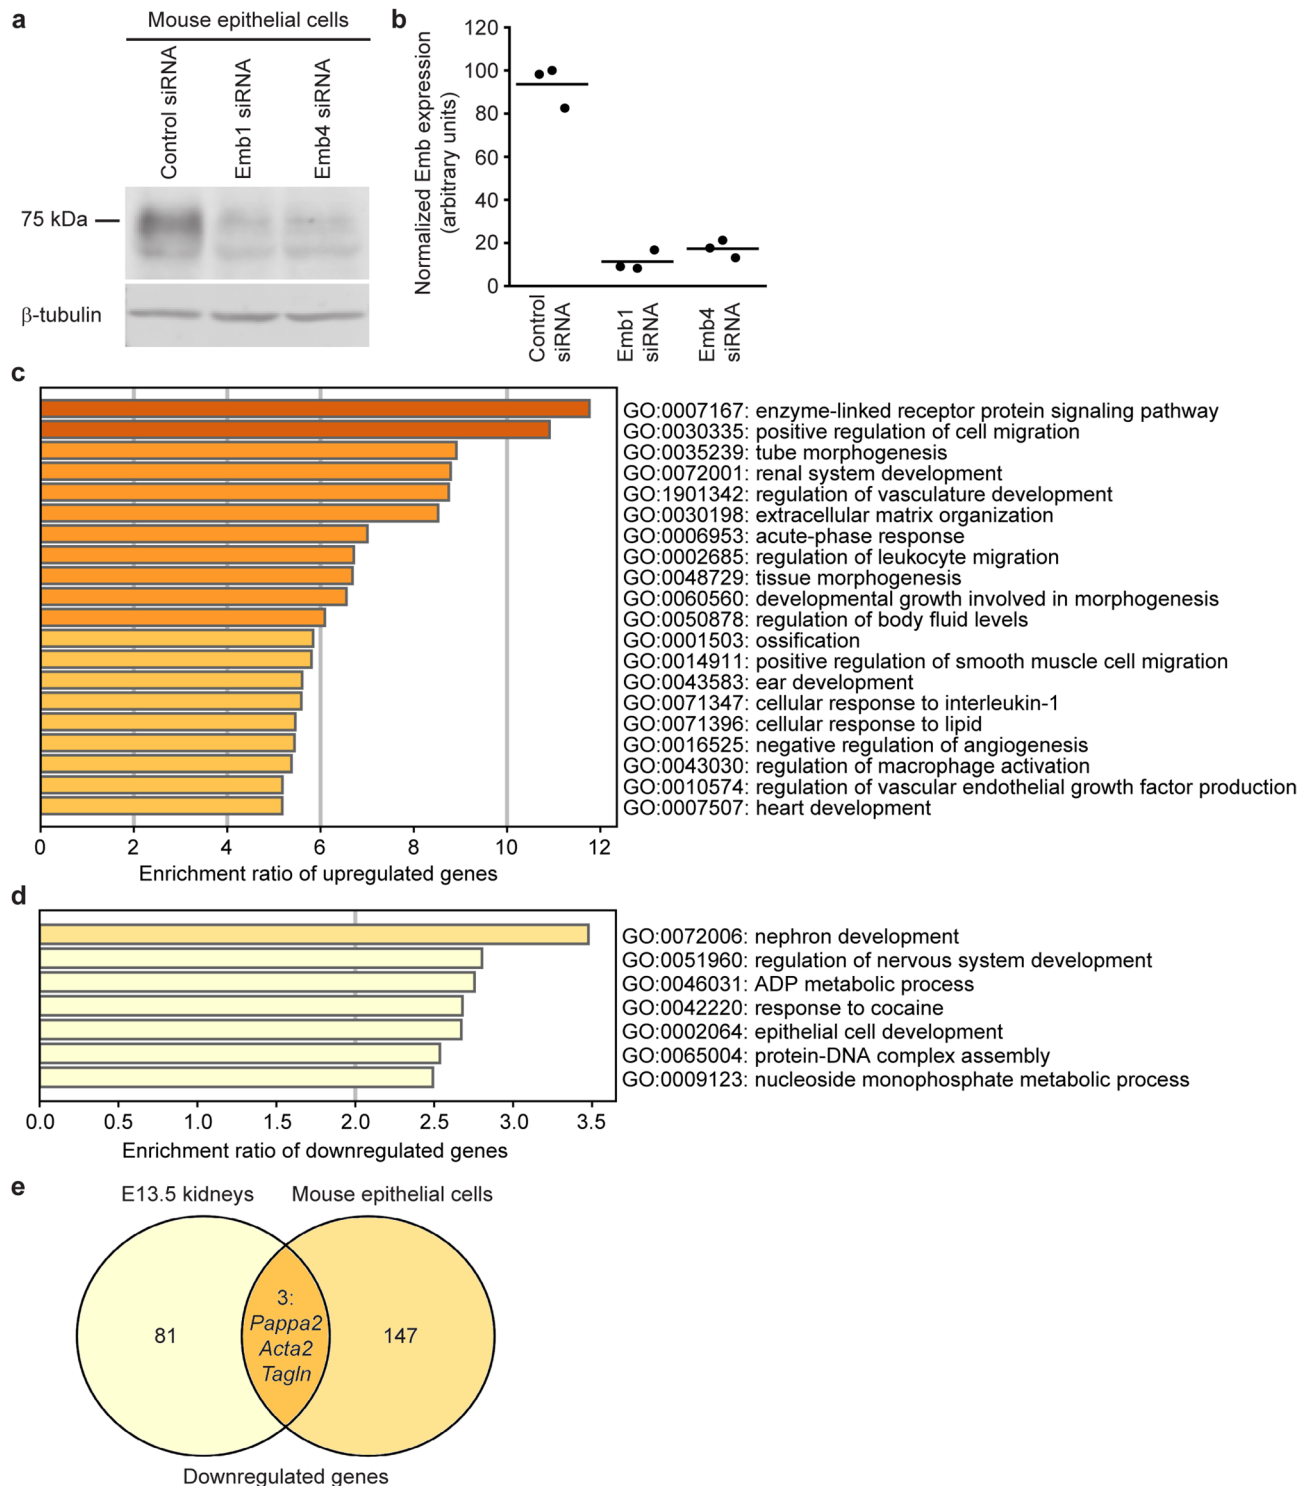 a
Mouse epithelial cells
Control siRNA
Emb1 siRNA
Emb4 siRNA
75 kDa
β-tubulin
b
Normalized Emb expression
(arbitrary units)
120
100
80
60
40
20
0
Control
siRNA
Emb1
siRNA
Emb4
siRNA
c
GO:0007167: enzyme-linked receptor protein signaling pathway
GO:0030335: positive regulation of cell migration
GO:0035239: tube morphogenesis
GO:0072001: renal system development
GO:1901342: regulation of vasculature development
GO:0030198: extracellular matrix organization
GO:0006953: acute-phase response
GO:0002685: regulation of leukocyte migration
GO:0048729: tissue morphogenesis
GO:0060560: developmental growth involved in morphogenesis
GO:0050878: regulation of body fluid levels
GO:0001503: ossification
GO:0014911: positive regulation of smooth muscle cell migration
GO:0043583: ear development
GO:0071347: cellular response to interleukin-1
GO:0071396: cellular response to lipid
GO:0016525: negative regulation of angiogenesis
GO:0043030: regulation of macrophage activation
GO:0010574: regulation of vascular endothelial growth factor production
GO:0007507: heart development
0 2 4 6 8 10 12
Enrichment ratio of upregulated genes
d
GO:0072006: nephron development
GO:0051960: regulation of nervous system development
GO:0046031: ADP metabolic process
GO:0042220: response to cocaine
GO:0002064: epithelial cell development
GO:0065004: protein-DNA complex assembly
GO:0009123: nucleoside monophosphate metabolic process
0.0 0.5 1.0 1.5 2.0 2.5 3.0 3.5
Enrichment ratio of downregulated genes
e
E13.5 kidneys
Mouse epithelial cells
81
3:
Pappa2
Acta2
Tagln
147
Downregulated genes